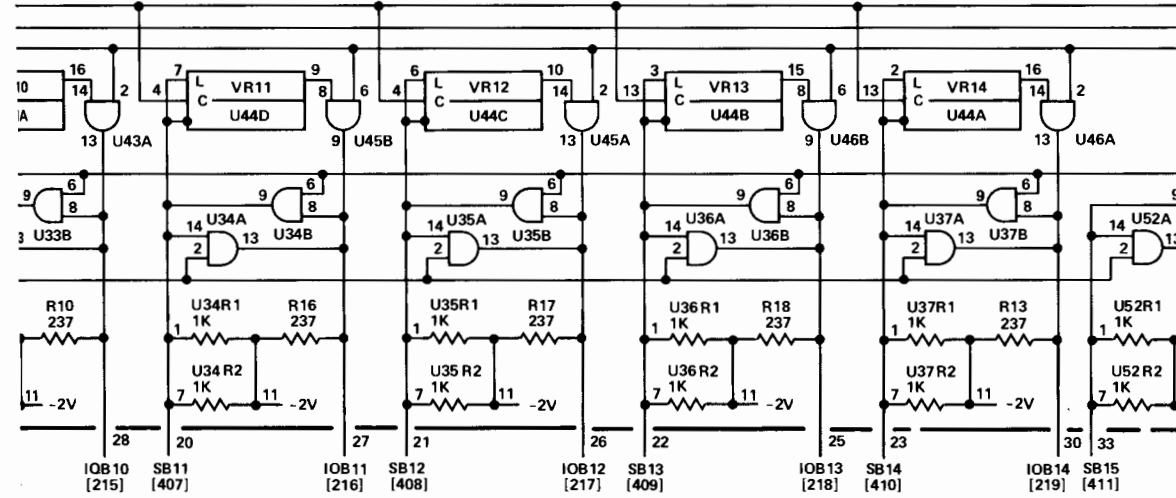 16 7 9 6 10 3 15 2 16
10 14 2 4 L VR11 8 6 4 L VR12 14 2 13 L VR13 8 6 13 L VR14 14 2
C C C C
1A U44D U44C U44B U44A
13 U43A 9 U45B 13 U45A 9 U46B 13 U46A
9 6 9 6 9 6 9 6 9
8 U34A 8 U35A 8 U36A 8 U37A 8 U52A
U33B 14 U34B 14 U35B 14 U36B 14 U37B 14
3 2 13 2 13 2 13 2 13 2 13
R10 U34R1 R16 U35R1 R17 U36R1 R18 U37R1 R13 U52R1
237 1K 237 1K 237 1K 237 1K 237 1K
1 1 1 1 1
U34 R2 U35 R2 U36 R2 U37 R2 U52 R2
1K 1K 1K 1K 1K
11 7 11 -2V 7 11 -2V 7 11 -2V 7 11 -2V 7
28 20 27 21 26 22 25 23 30 33
IOB10 SB11 IOB11 SB12 IOB12 SB13 IOB13 SB14 IOB14 SB15
[215] [407] [216] [408] [217] [409] [218] [410] [219] [411]